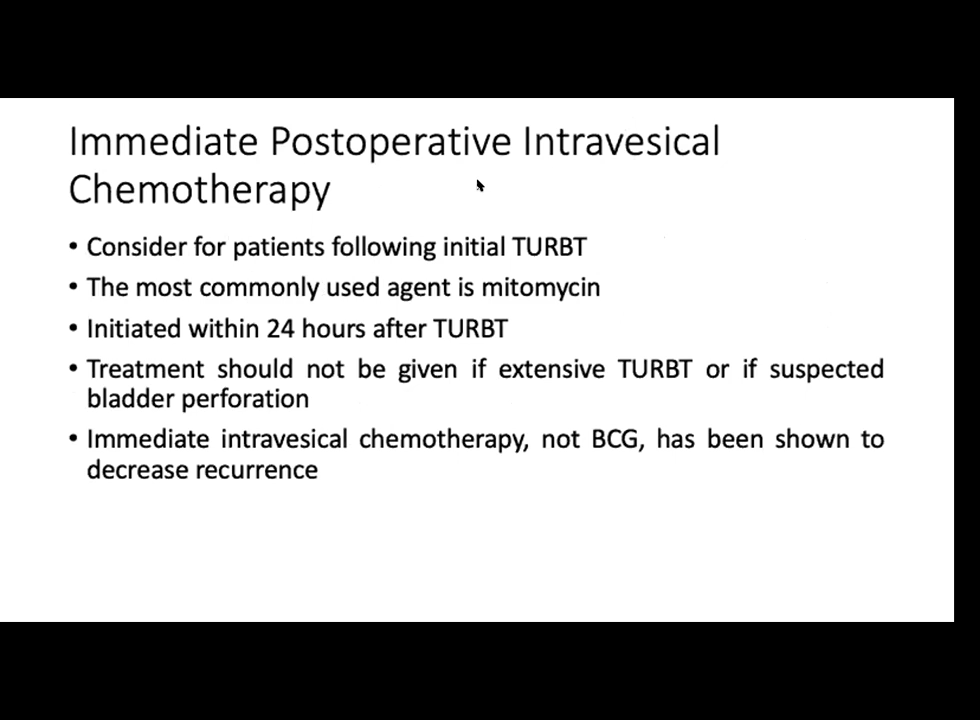 Immediate Postoperative Intravesical
Chemotherapy
• Consider for patients following initial TURBT
• The most commonly used agent is mitomycin
• Initiated within 24 hours after TURBT
• Treatment should not be given if extensive TURBT or if suspected
bladder perforation
• Immediate intravesical chemotherapy, not BCG, has been shown to
decrease recurrence